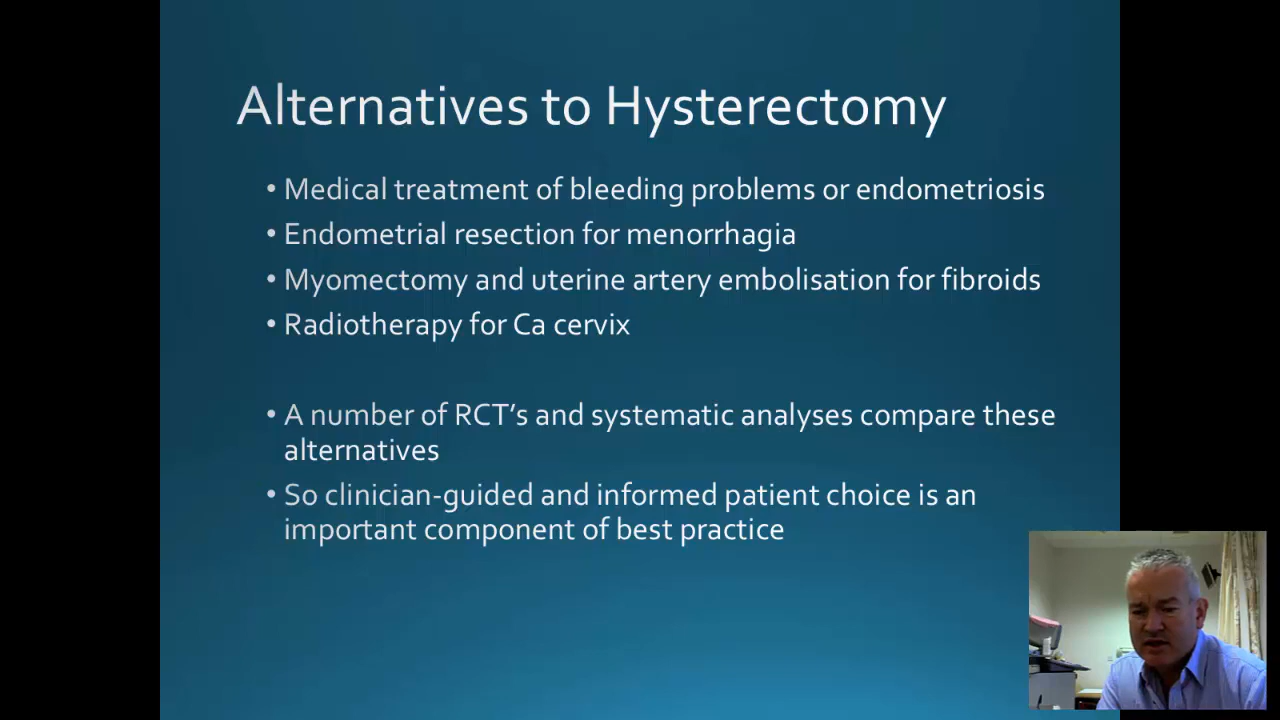 Alternatives to Hysterectomy
• Medical treatment of bleeding problems or endometriosis
• Endometrial resection for menorrhagia
• Myomectomy and uterine artery embolisation for fibroids
• Radiotherapy for Ca cervix
• A number of RCT’s and systematic analyses compare these
alternatives
• So clinician-guided and informed patient choice is an
important component of best practice